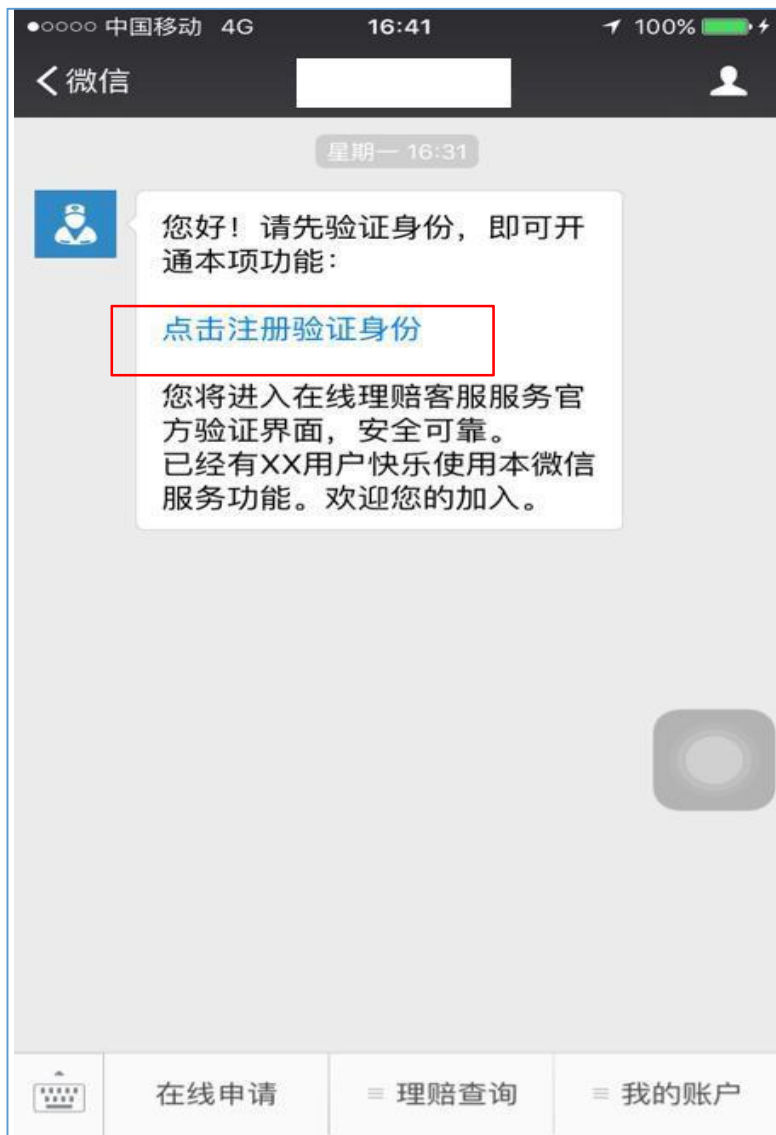 中国移动 4G 16:41 100%
微信
星期一 16:31
您好！请先验证身份，即可开
通本项功能：
点击注册验证身份
您将进入在线理赔客服服务官
方验证界面，安全可靠。
已经有XX用户快乐使用本微信
服务功能。欢迎您的加入。
在线申请 理赔查询 我的账户